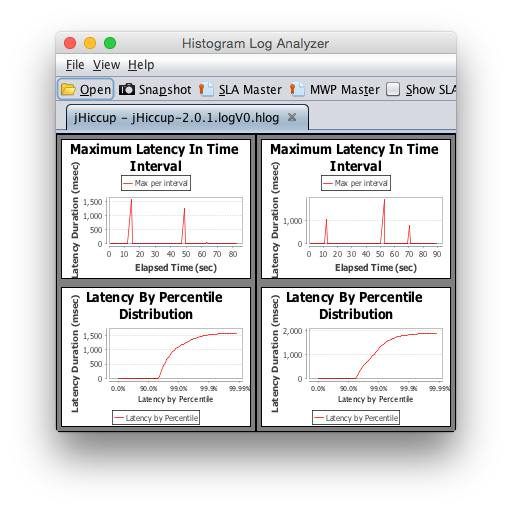 Histogram Log Analyzer
File View Help
Open Snapshot SLA Master MWP Master Show SLA
jHiccup – jHiccup-2.0.1.logV0.hlog
Maximum Latency In Time
Interval
Max per interval
Latency Duration (msec)
1,500
1,000
500
0
0 10 20 30 40 50 60 70 80
Elapsed Time (sec)
Maximum Latency In Time
Interval
Max per interval
Latency Duration (msec)
1,000
0
0 10 20 30 40 50 60 70 80 90
Elapsed Time (sec)
Latency By Percentile
Distribution
Latency Duration (msec)
1,500
1,000
500
0
0.0% 90.0% 99.0% 99.9% 99.99%
Latency by Percentile
Latency by Percentile
Latency By Percentile
Distribution
Latency Duration (msec)
2,000
1,000
0
0.0% 90.0% 99.0% 99.9% 99.99%
Latency by Percentile
Latency by Percentile